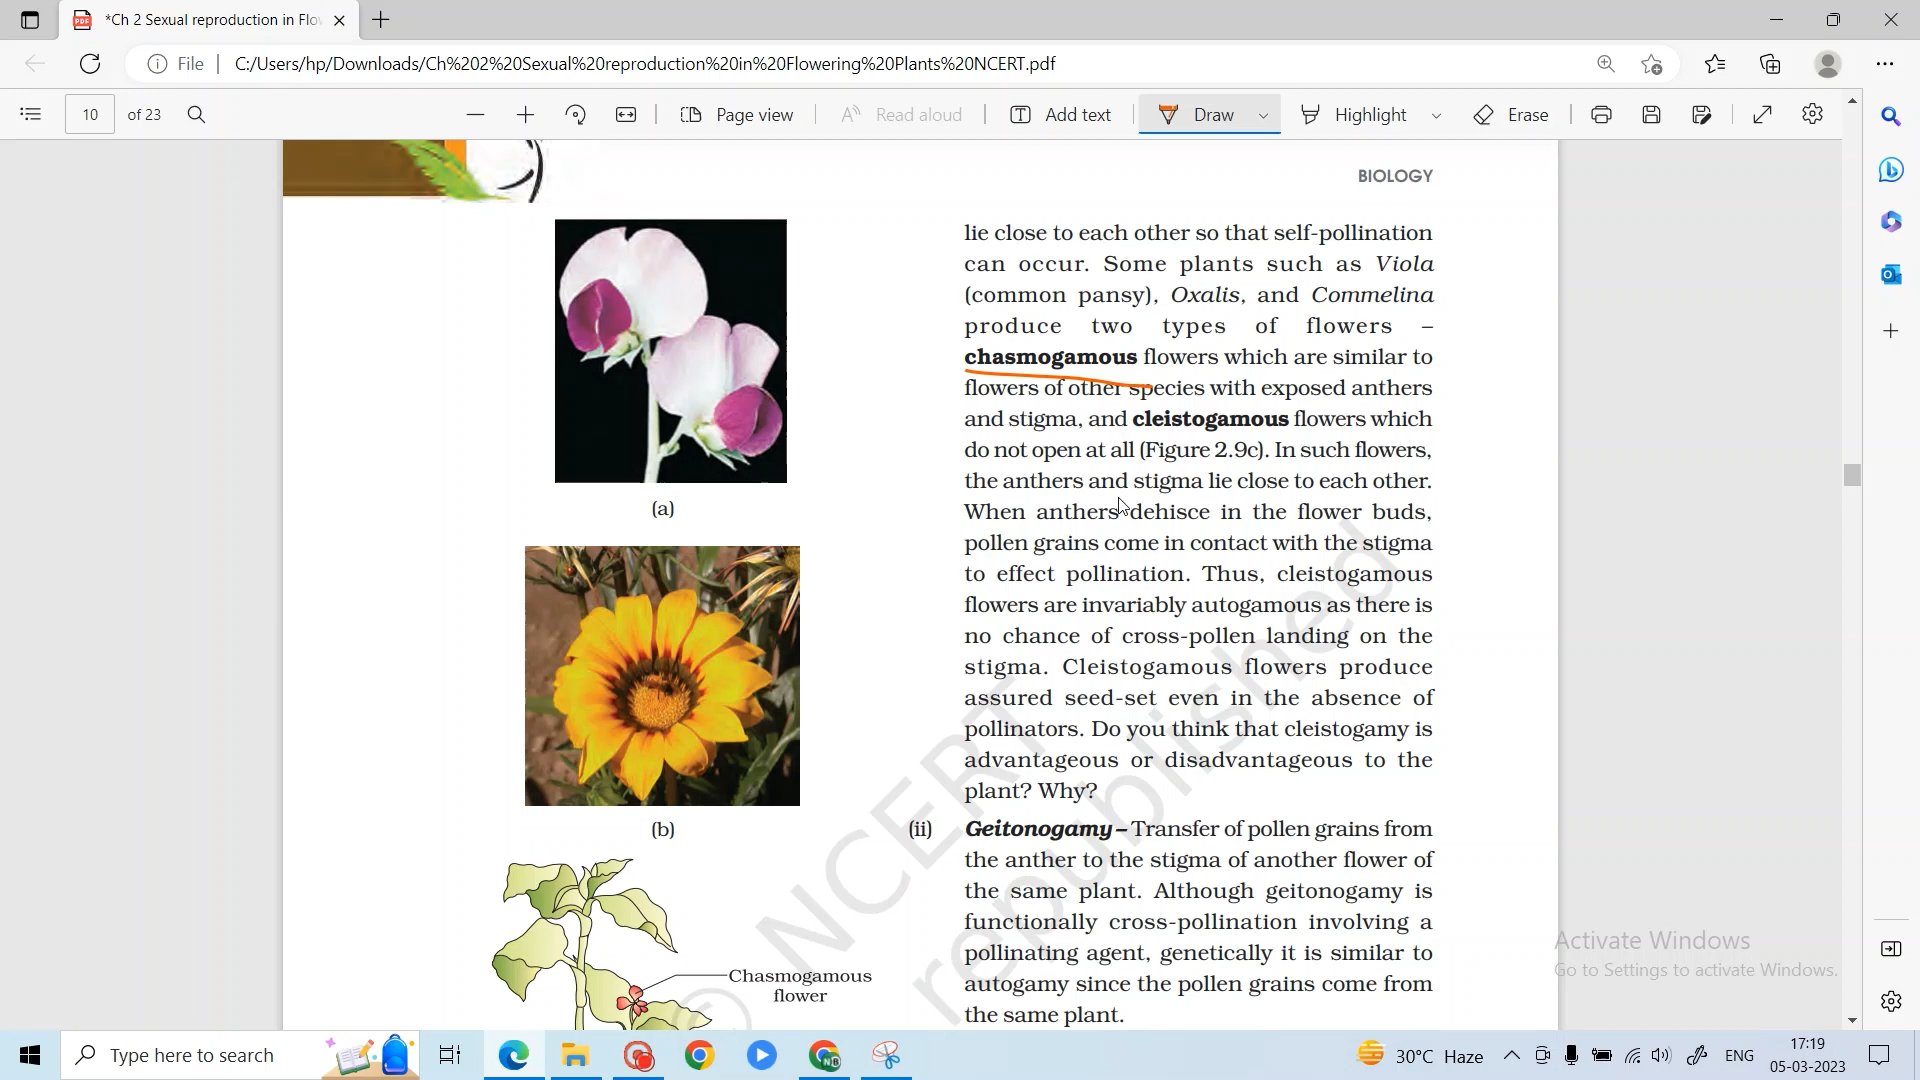 *Ch 2 Sexual reproduction in Flo
File
C:/Users/hp/Downloads/Ch%202%20Sexual%20reproduction%20in%20Flowering%20Plants%20NCERT.pdf
10 of 23
Page view
Read aloud
Add text
Draw
Highlight
Erase
BIOLOGY
lie close to each other so that self-pollination
can occur. Some plants such as Viola
(common pansy), Oxalis, and Commelina
produce two types of flowers –
chasmogamous flowers which are similar to
flowers of other species with exposed anthers
and stigma, and cleistogamous flowers which
do not open at all (Figure 2.9c). In such flowers,
the anthers and stigma lie close to each other.
When anthers dehisce in the flower buds,
pollen grains come in contact with the stigma
to effect pollination. Thus, cleistogamous
flowers are invariably autogamous as there is
no chance of cross-pollen landing on the
stigma. Cleistogamous flowers produce
assured seed-set even in the absence of
pollinators. Do you think that cleistogamy is
advantageous or disadvantageous to the
plant? Why?
(ii) Geitonogamy – Transfer of pollen grains from
the anther to the stigma of another flower of
the same plant. Although geitonogamy is
functionally cross-pollination involving a
pollinating agent, genetically it is similar to
autogamy since the pollen grains come from
the same plant.
(a)
(b)
Chasmogamous
flower
© NCERT
republished
Activate Windows
Go to Settings to activate Windows.
Type here to search
30°C Haze
ENG
17:19
05-03-2023